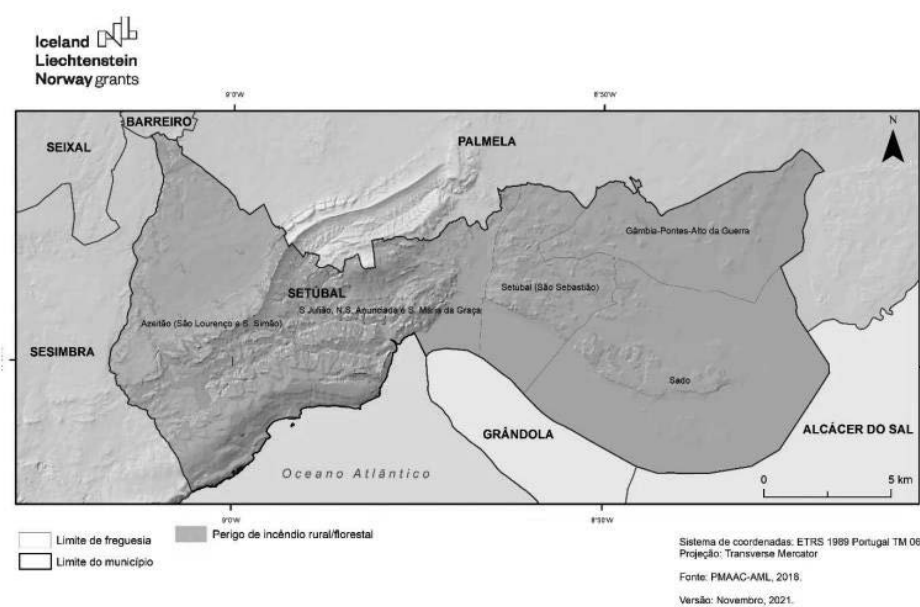 Iceland
Liechtenstein
Norway grants
9°0'W
8°50'W
BARREIRO
SEIXAL
PALMELA
N
Gâmbia-Pontes-Alto da Guerra
SETÚBAL
Setúbal (São Sebastião)
S.Julião, N.S. Anunciada e S. Maria da Graça
Azeitão (São Lourenço e S. Simão)
SESIMBRA
Sado
GRÂNDOLA
ALCÁCER DO SAL
Oceano Atlântico
0
5 km
9°0'W
Limite de freguesia
Perigo de incêndio rural/florestal
Limite do município
Sistema de coordenadas: ETRS 1989 Portugal TM 06
Projeção: Transverse Mercator
Fonte: PMAAC-AML, 2018.
Versão: Novembro, 2021.